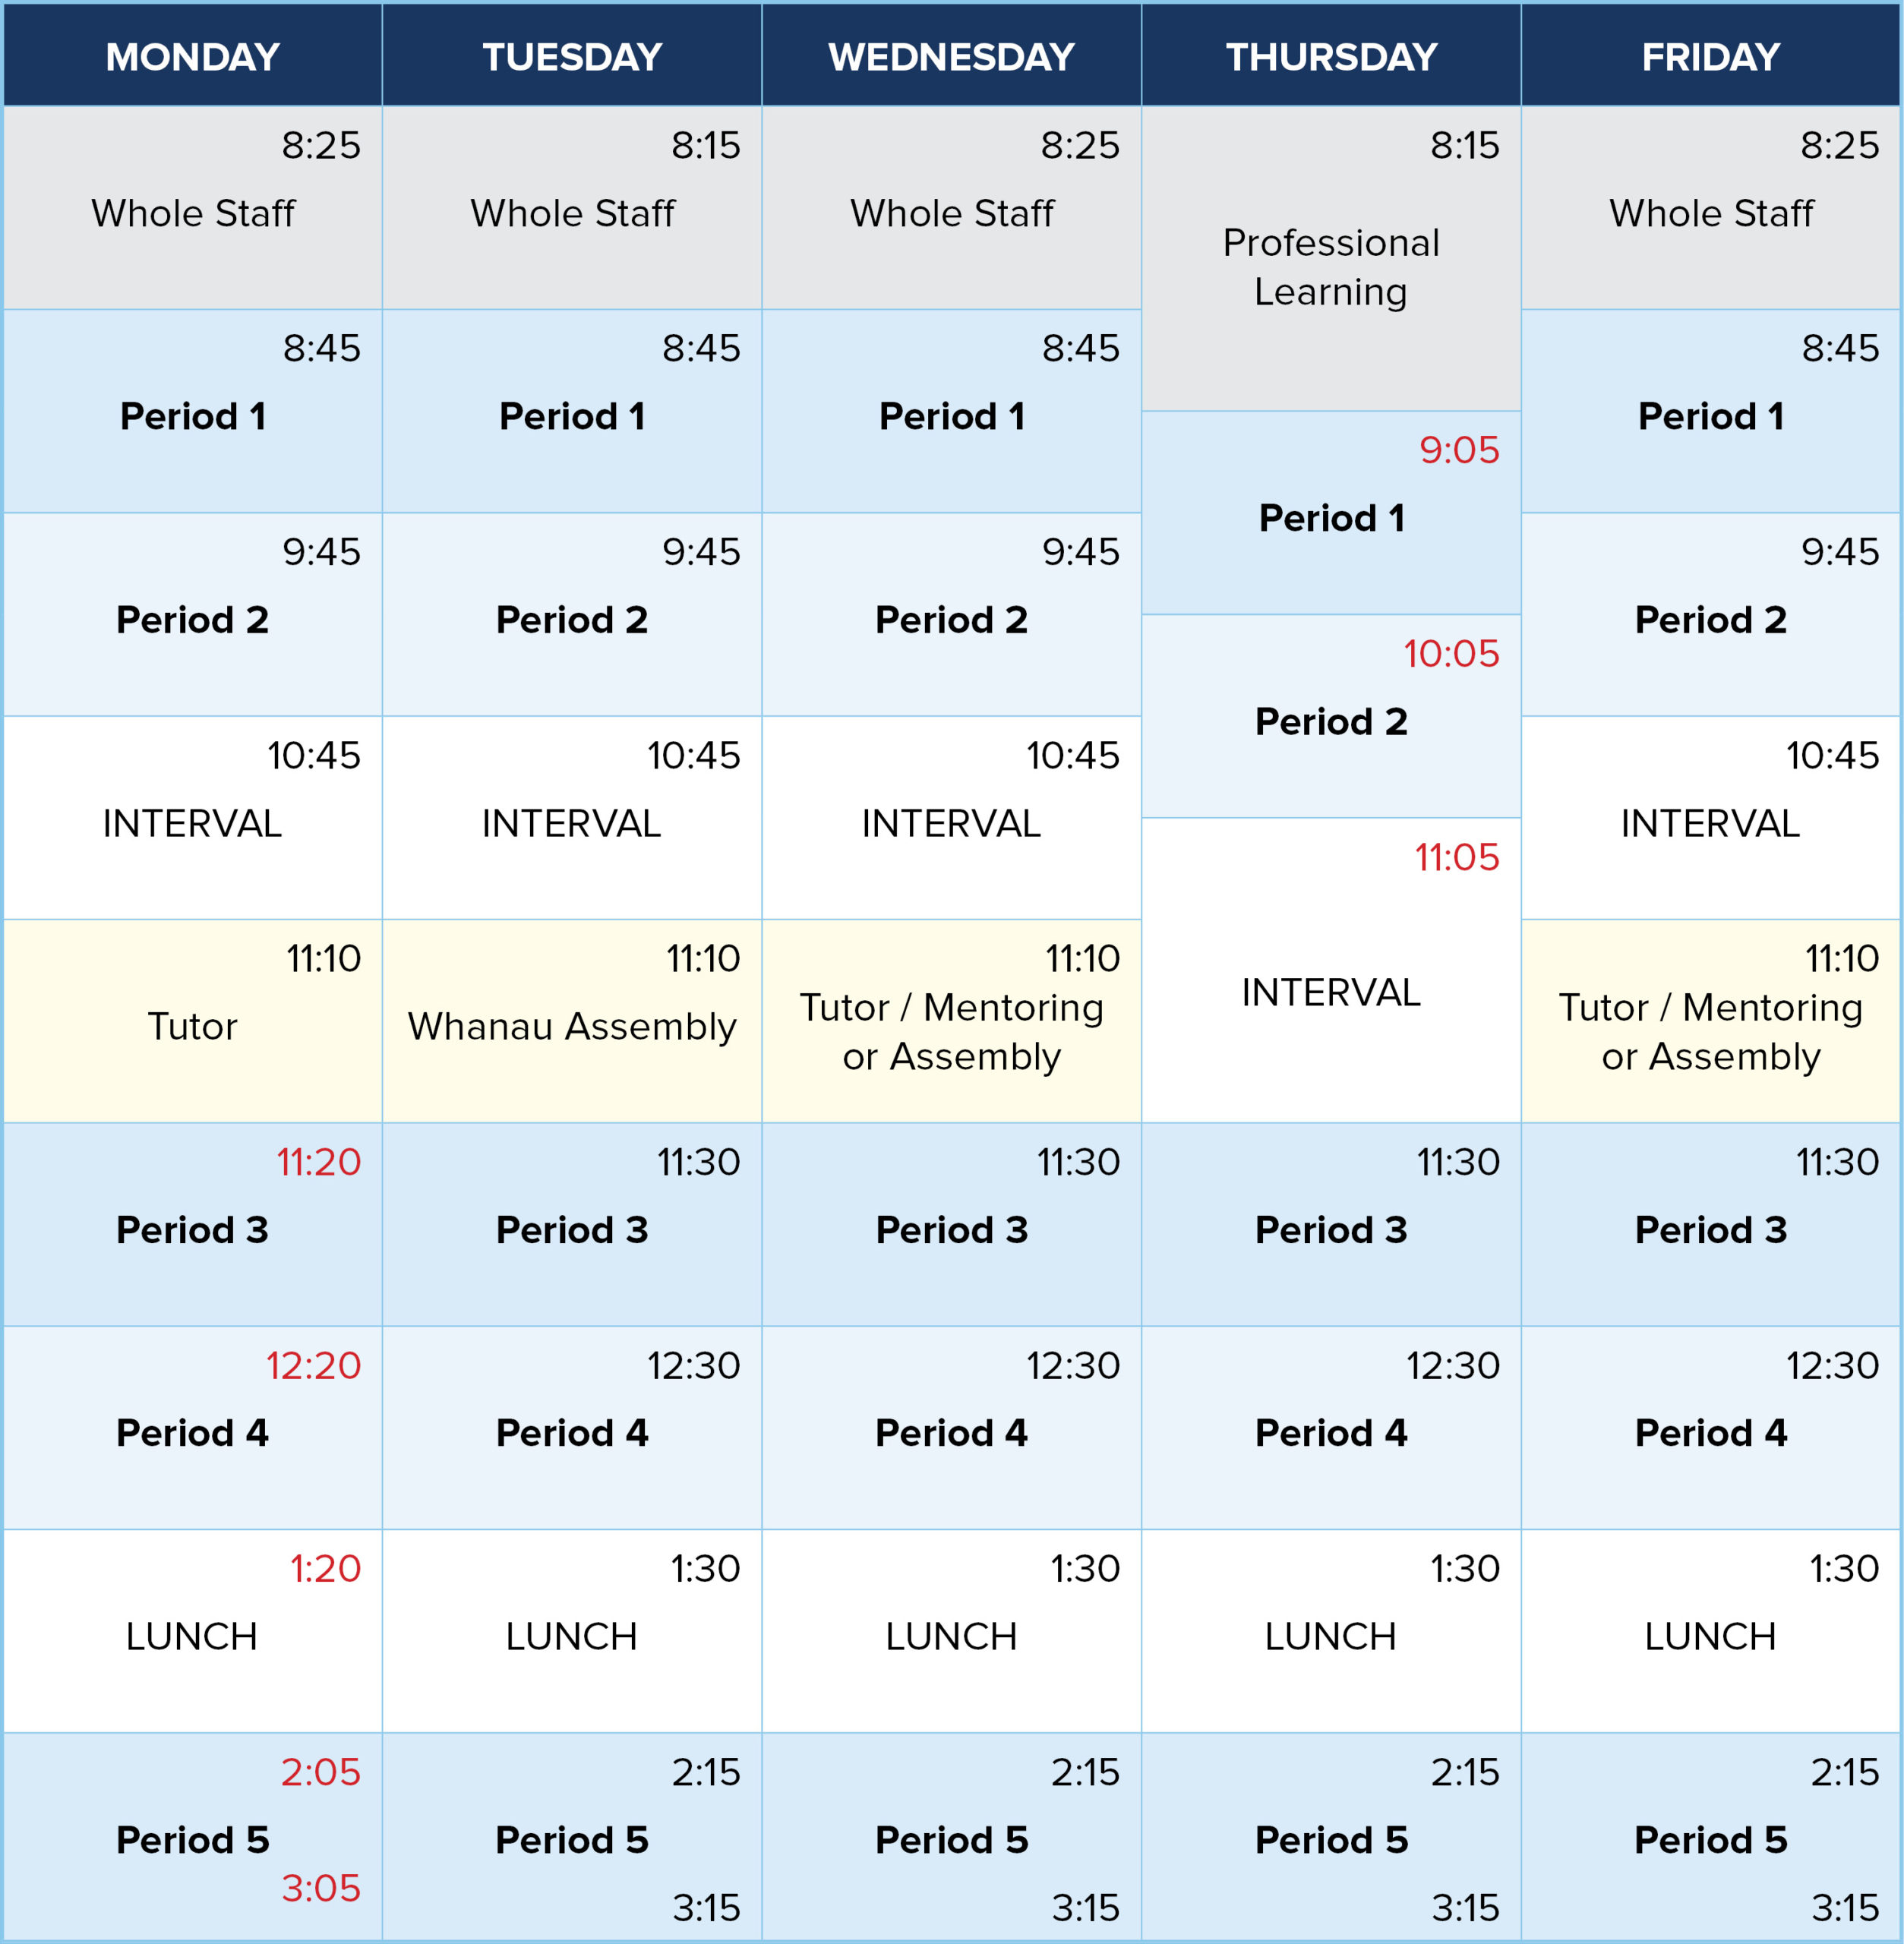 MONDAY TUESDAY WEDNESDAY THURSDAY FRIDAY
8:25 8:15 8:25 8:15 8:25
Whole Staff Whole Staff Whole Staff Whole Staff
Professional
Learning
8:45 8:45 8:45 8:45
Period 1 Period 1 Period 1 Period 1
9:05
Period 1
9:45 9:45 9:45 9:45
Period 2 Period 2 Period 2 Period 2
10:05
Period 2
10:45 10:45 10:45 10:45
INTERVAL INTERVAL INTERVAL INTERVAL
11:05
INTERVAL
11:10 11:10 11:10 11:10
Tutor Whanau Assembly Tutor / Mentoring Tutor / Mentoring
or Assembly or Assembly
11:20 11:30 11:30 11:30 11:30
Period 3 Period 3 Period 3 Period 3 Period 3
12:20 12:30 12:30 12:30 12:30
Period 4 Period 4 Period 4 Period 4 Period 4
1:20 1:30 1:30 1:30 1:30
LUNCH LUNCH LUNCH LUNCH LUNCH
2:05 2:15 2:15 2:15 2:15
Period 5 Period 5 Period 5 Period 5 Period 5
3:05 3:15 3:15 3:15 3:15